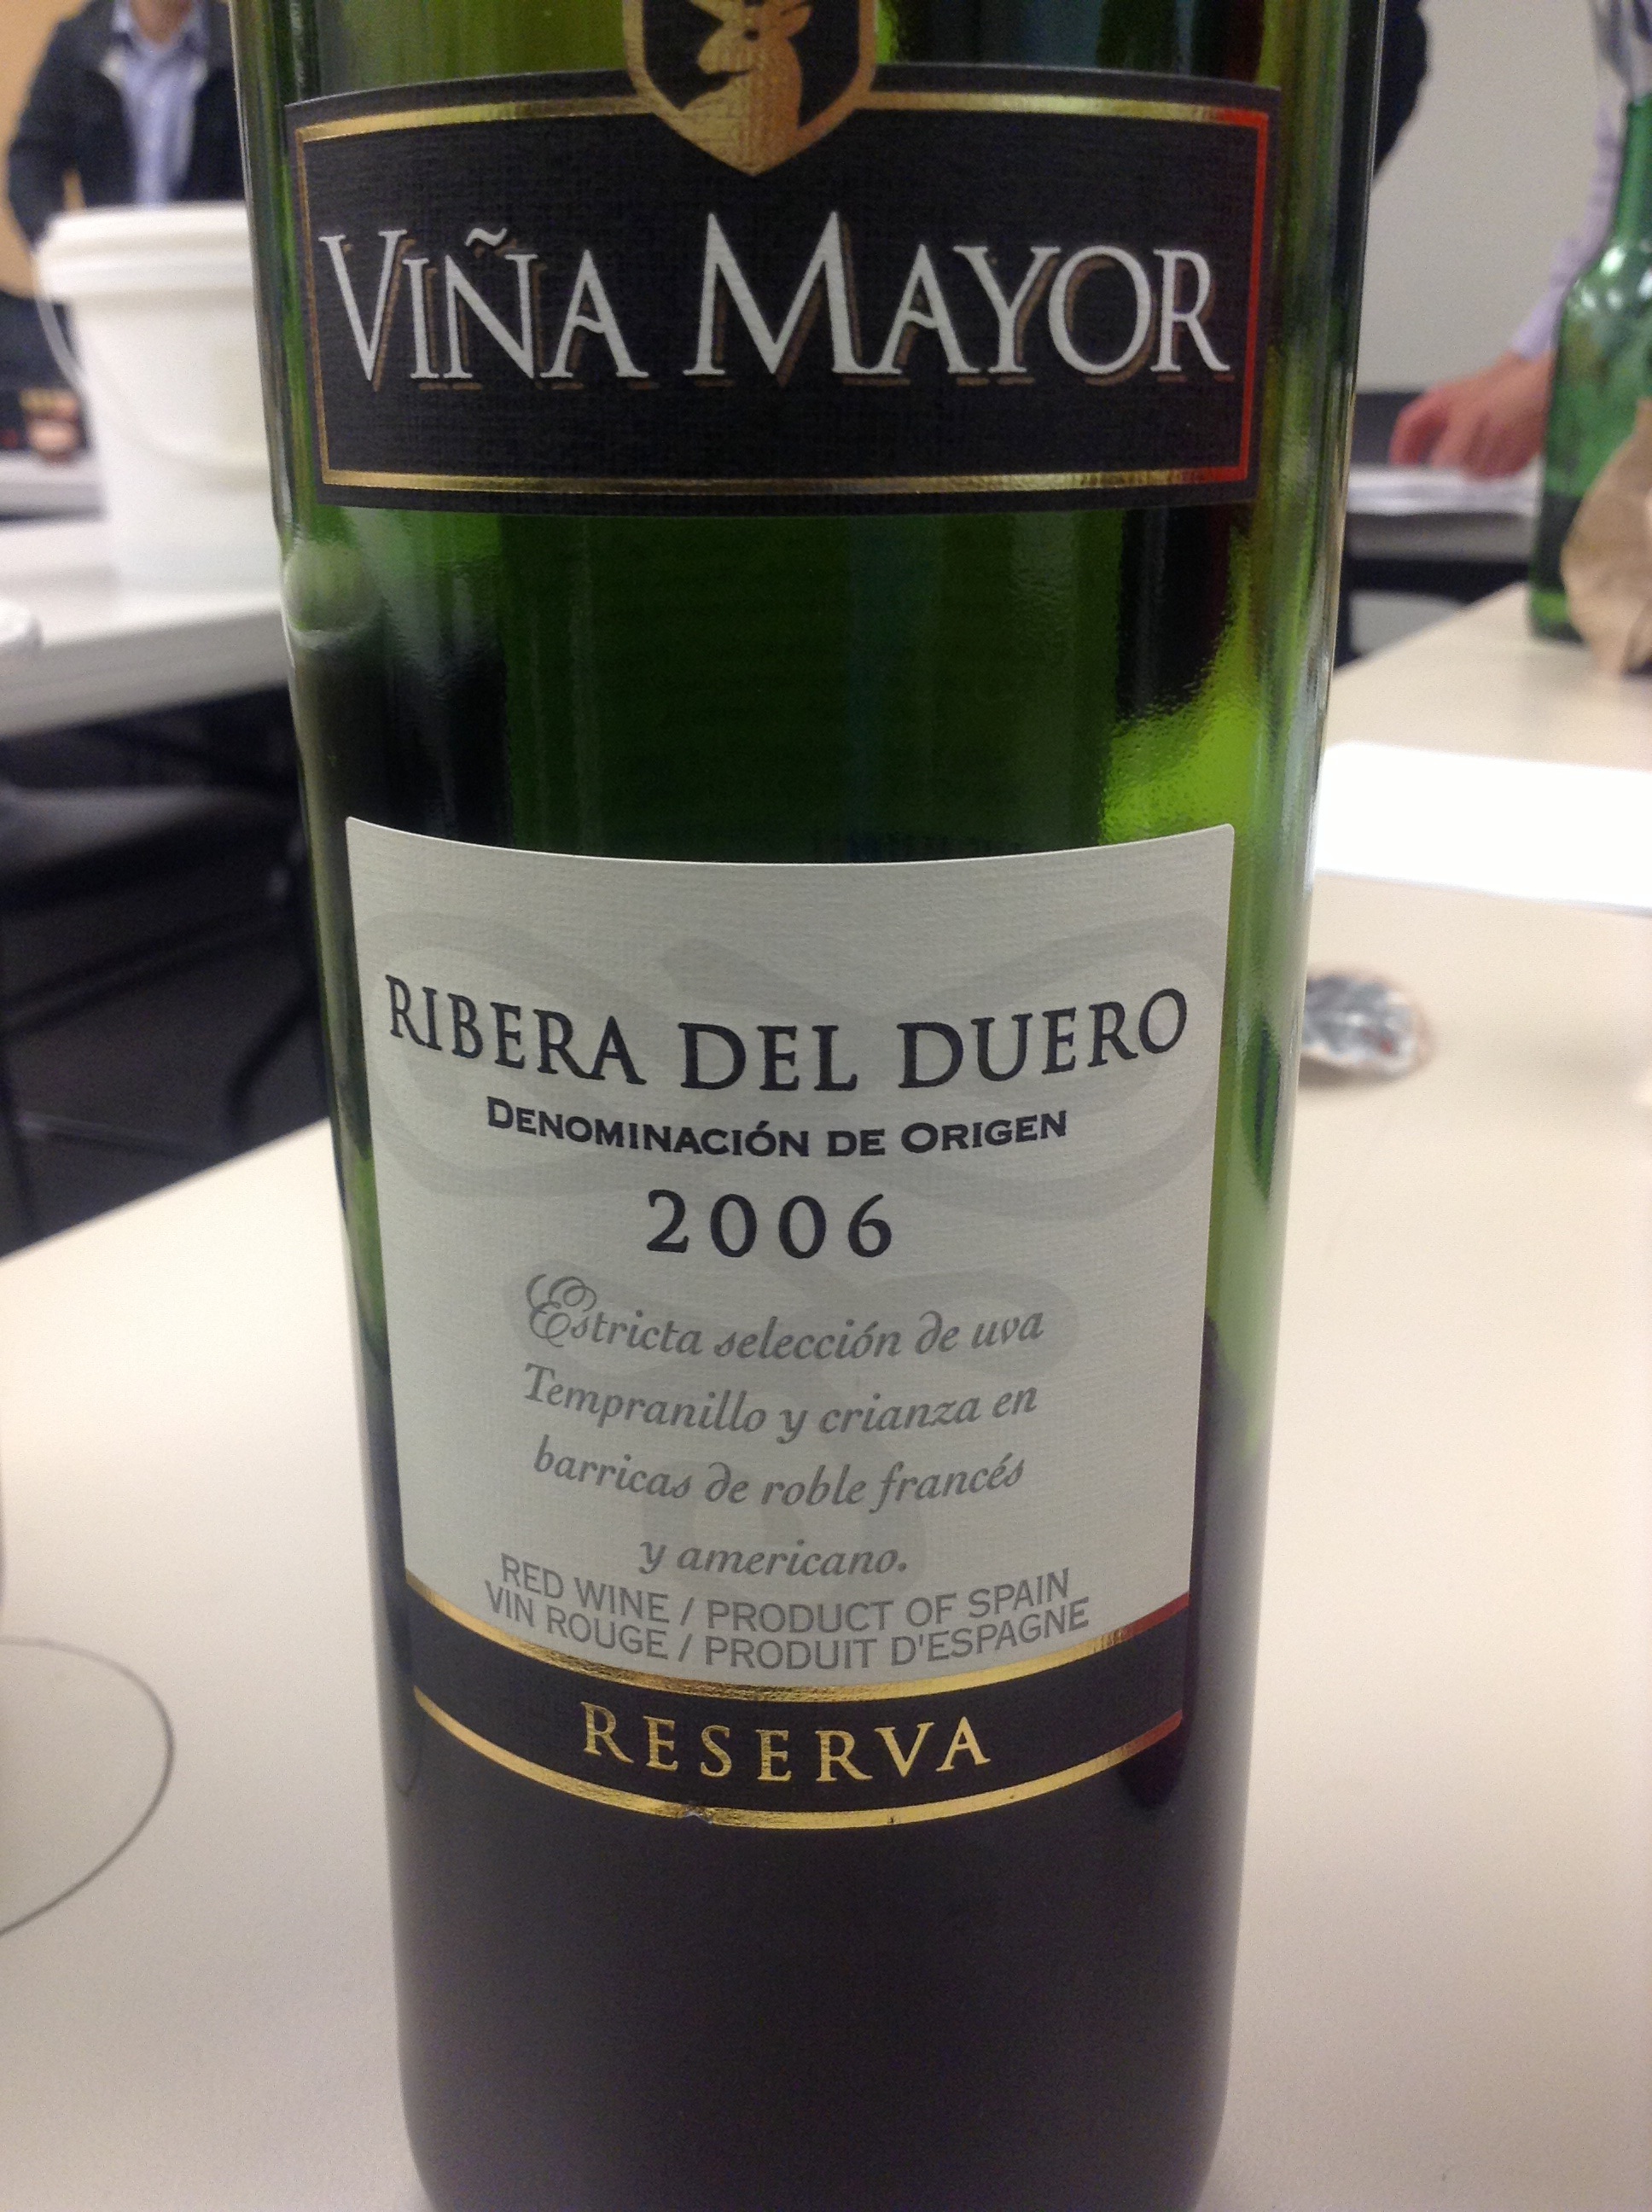 VIÑA MAYOR
RIBERA DEL DUERO
DENOMINACIÓN DE ORIGEN
2006
Estricta selección de uva
Tempranillo y crianza en
barricas de roble francés
y americano.
RED WINE / PRODUCT OF SPAIN
VIN ROUGE / PRODUIT D'ESPAGNE
RESERVA